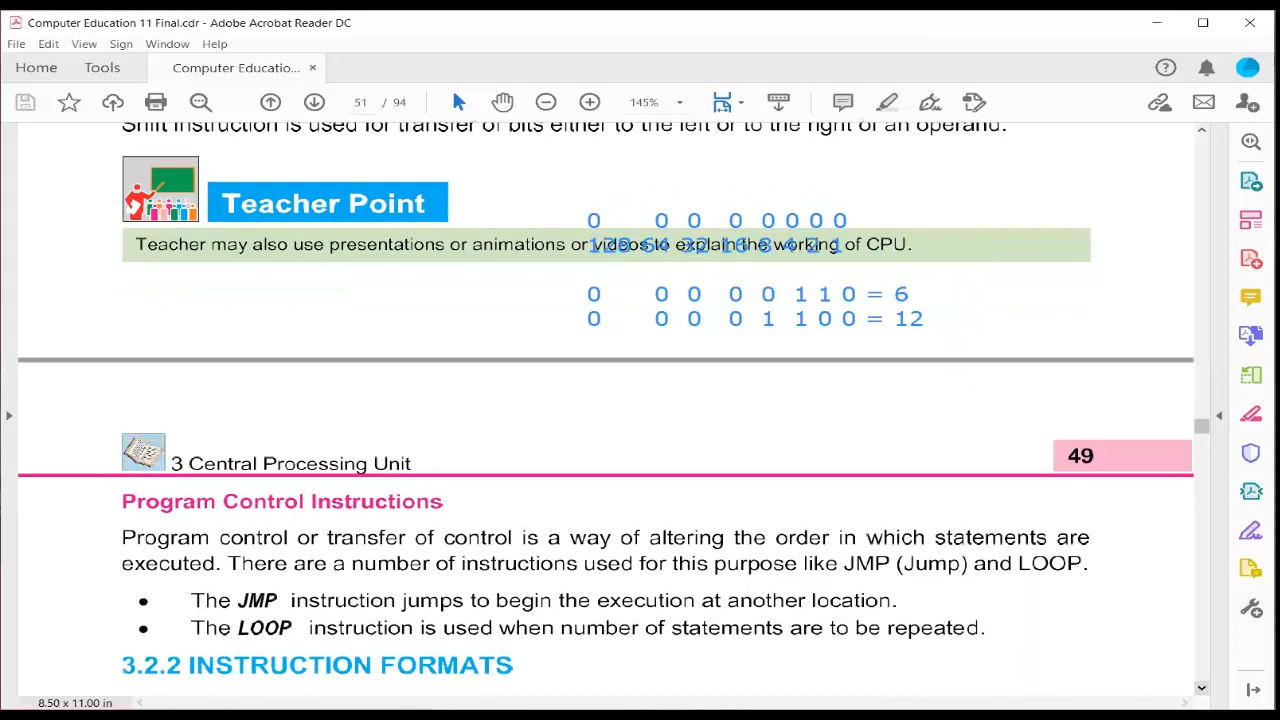 Computer Education 11 Final.cdr - Adobe Acrobat Reader DC
File Edit View Sign Window Help
Home Tools Computer Educatio... ×
51 / 94 145%
Shift instruction is used for transfer of bits either to the left or to the right of an operand.
Teacher Point
0 0 0 0 0 0 0 0
Teacher may also use presentations or animations or videos to explain the working of CPU.
128 64 32 16 8 4 2 1
0 0 0 0 0 1 1 0 = 6
0 0 0 0 1 1 0 0 = 12
3 Central Processing Unit 49
Program Control Instructions
Program control or transfer of control is a way of altering the order in which statements are
executed. There are a number of instructions used for this purpose like JMP (Jump) and LOOP.
• The JMP instruction jumps to begin the execution at another location.
• The LOOP instruction is used when number of statements are to be repeated.
3.2.2 INSTRUCTION FORMATS
8.50 x 11.00 in